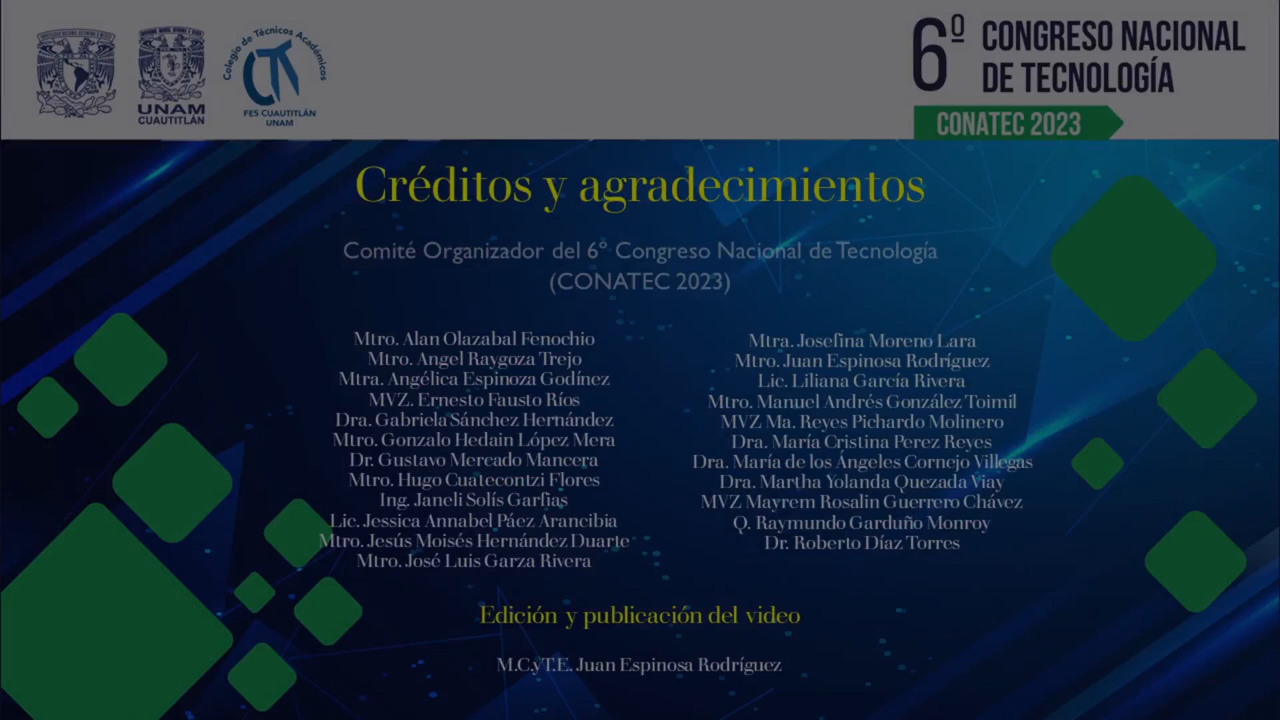 Colegio de Técnicos Académicos
UNAM
CUAUTITLÁN
FES CUAUTITLÁN
UNAM
6º CONGRESO NACIONAL
DE TECNOLOGÍA
CONATEC 2023
Créditos y agradecimientos
Comité Organizador del 6º Congreso Nacional de Tecnología
(CONATEC 2023)
Mtro. Alan Olazabal Fenochio
Mtro. Angel Raygoza Trejo
Mtra. Angélica Espinoza Godínez
MVZ. Ernesto Fausto Ríos
Dra. Gabriela Sánchez Hernández
Mtro. Gonzalo Hedain López Mera
Dr. Gustavo Mercado Mancera
Mtro. Hugo Cuatecontzi Flores
Ing. Janeli Solís Garfias
Lic. Jessica Annabel Páez Arancibia
Mtro. Jesús Moisés Hernández Duarte
Mtro. José Luis Garza Rivera
Mtra. Josefina Moreno Lara
Mtro. Juan Espinosa Rodríguez
Lic. Liliana García Rivera
Mtro. Manuel Andrés González Toimil
MVZ Ma. Reyes Pichardo Molinero
Dra. María Cristina Perez Reyes
Dra. María de los Ángeles Cornejo Villegas
Dra. Martha Yolanda Quezada Viay
MVZ Mayrem Rosalin Guerrero Chávez
Q. Raymundo Garduño Monroy
Dr. Roberto Díaz Torres
Edición y publicación del video
M.C.yT.E. Juan Espinosa Rodríguez